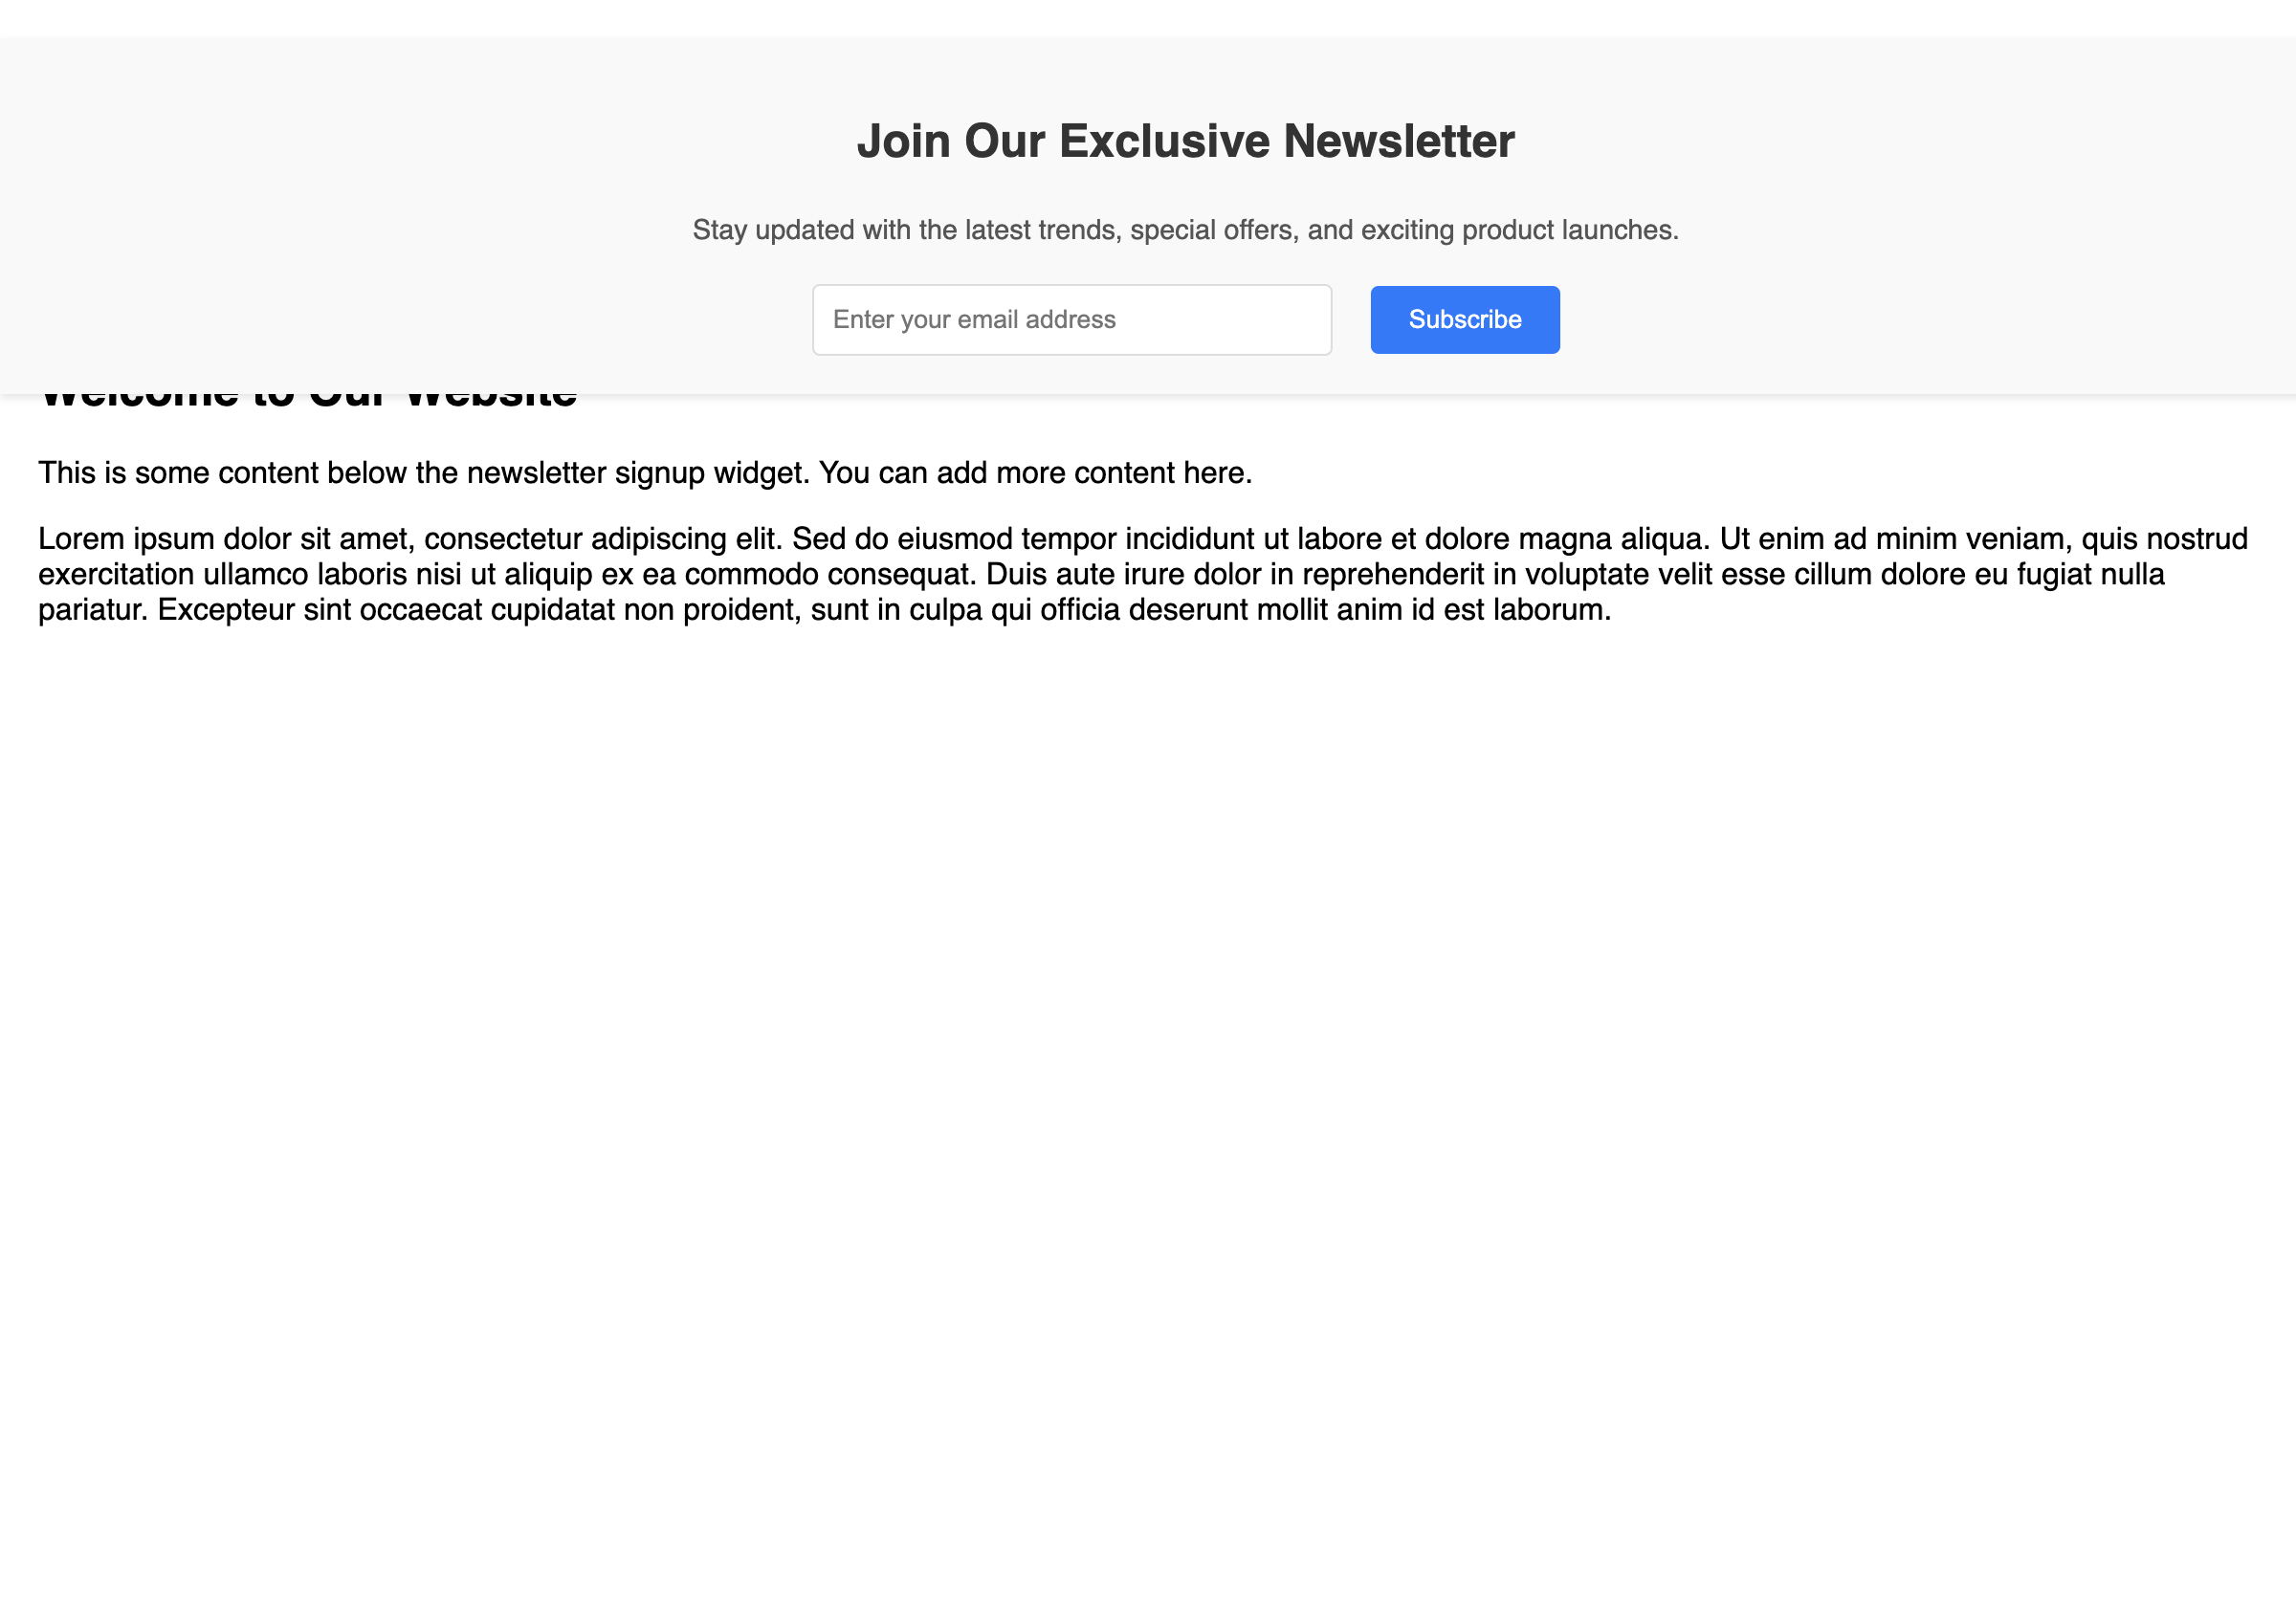 Join Our Exclusive Newsletter
Stay updated with the latest trends, special offers, and exciting product launches.
Enter your email address
Subscribe
Welcome to Our Website
This is some content below the newsletter signup widget. You can add more content here.
Lorem ipsum dolor sit amet, consectetur adipiscing elit. Sed do eiusmod tempor incididunt ut labore et dolore magna aliqua. Ut enim ad minim veniam, quis nostrud
exercitation ullamco laboris nisi ut aliquip ex ea commodo consequat. Duis aute irure dolor in reprehenderit in voluptate velit esse cillum dolore eu fugiat nulla
pariatur. Excepteur sint occaecat cupidatat non proident, sunt in culpa qui officia deserunt mollit anim id est laborum.